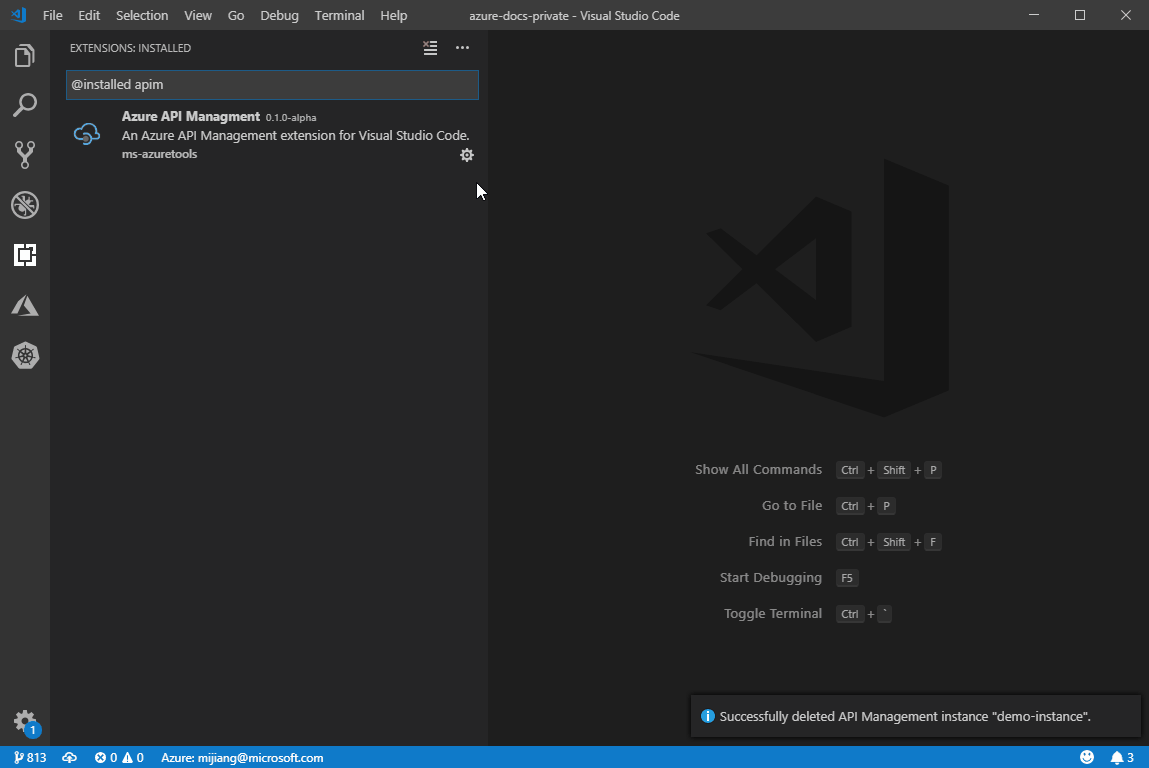 File Edit Selection View Go Debug Terminal Help azure-docs-private - Visual Studio Code
EXTENSIONS: INSTALLED
@installed apim
Azure API Managment 0.1.0-alpha
An Azure API Management extension for Visual Studio Code.
ms-azuretools
Show All Commands Ctrl + Shift + P
Go to File Ctrl + P
Find in Files Ctrl + Shift + F
Start Debugging F5
Toggle Terminal Ctrl + `
Successfully deleted API Management instance "demo-instance".
1
813 0 0 Azure: mijiang@microsoft.com 3